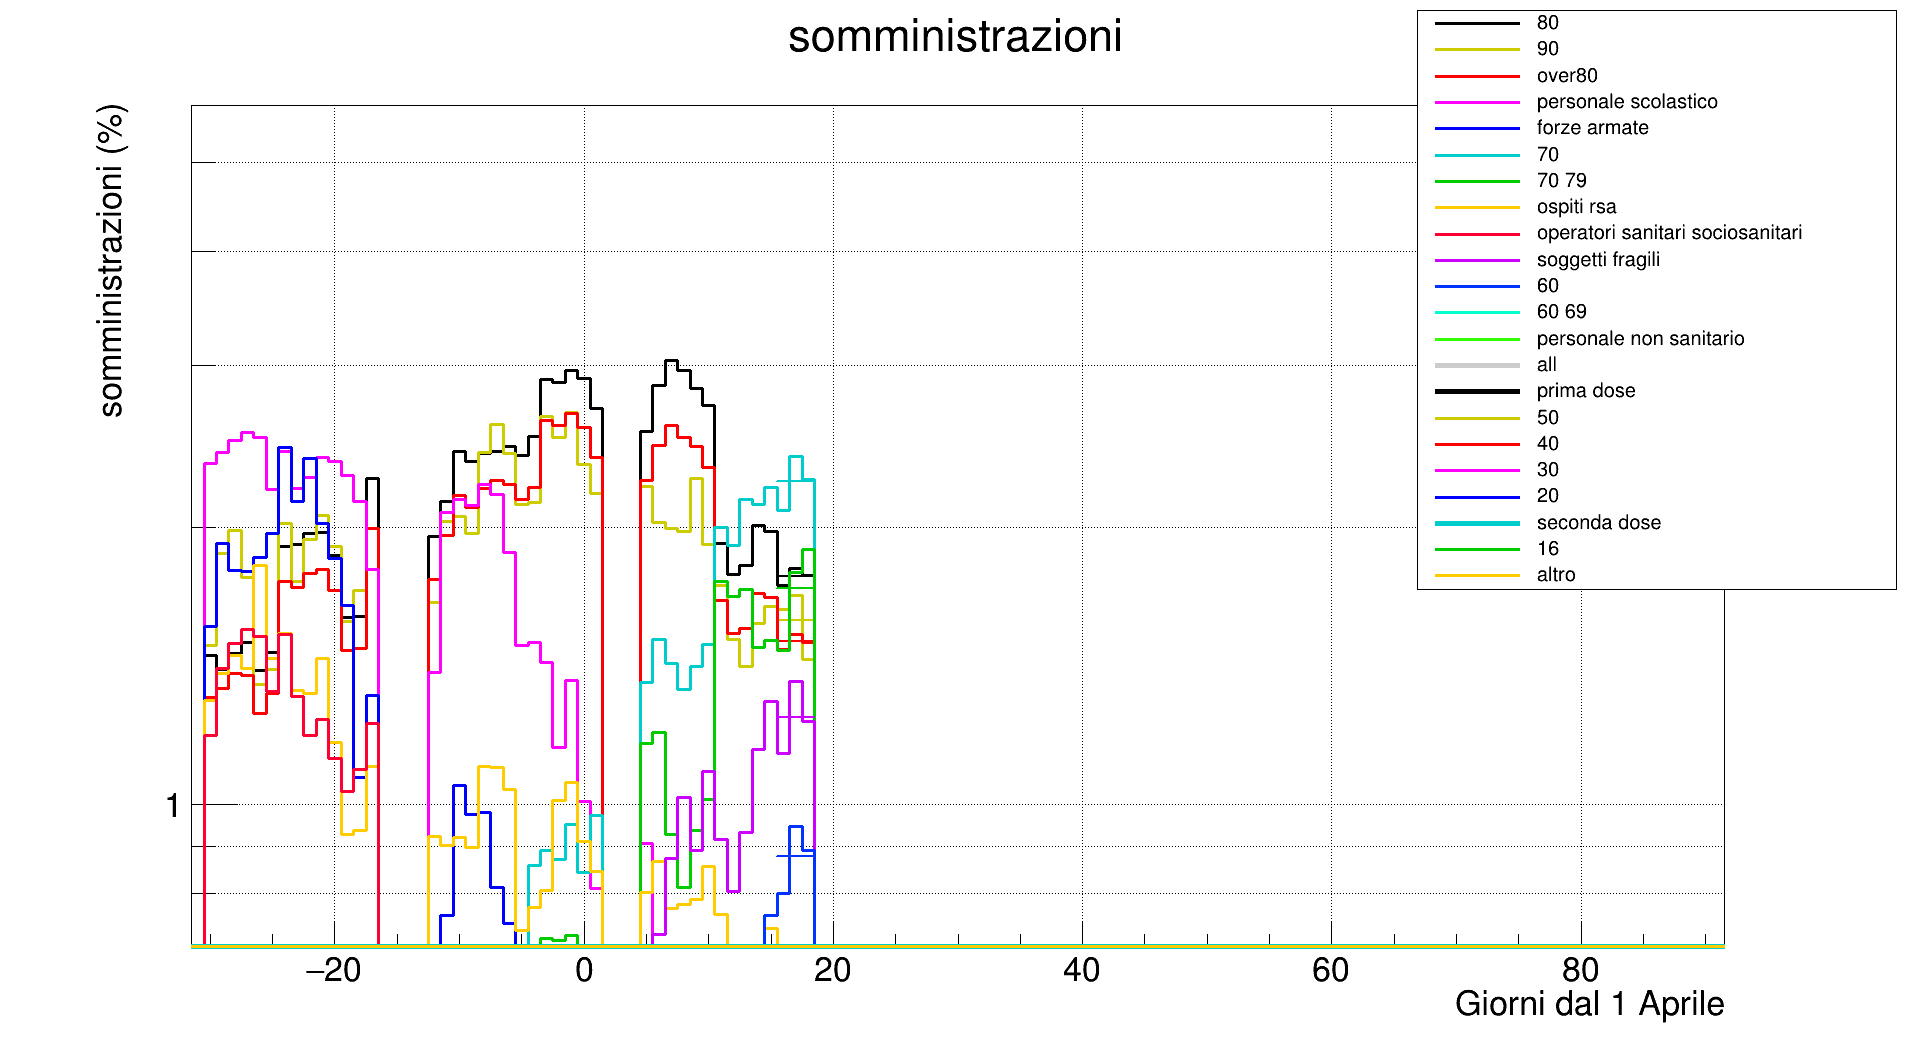 somministrazioni
80
90
over80
personale scolastico
forze armate
70
70 79
ospiti rsa
operatori sanitari sociosanitari
soggetti fragili
60
60 69
personale non sanitario
all
prima dose
50
40
30
20
seconda dose
16
altro
somministrazioni (%)
1
−20 0 20 40 60 80
Giorni dal 1 Aprile